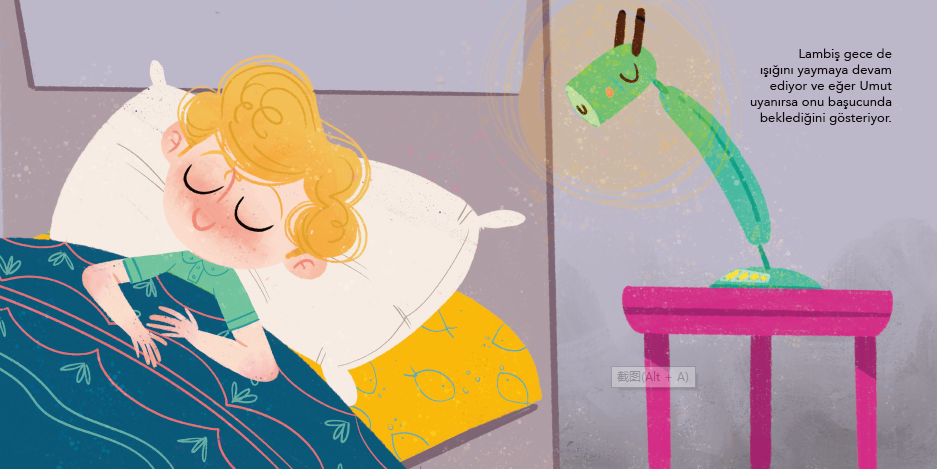 Lambiş gece de
ışığını yaymaya devam
ediyor ve eğer Umut
uyanırsa onu başucunda
beklediğini gösteriyor.
截图(Alt + A)